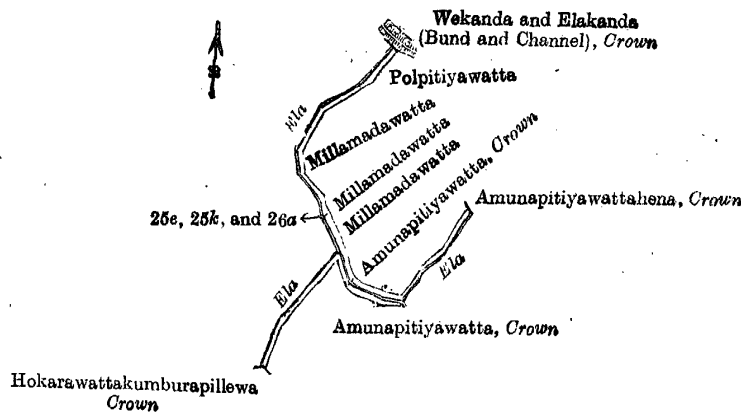 Wekanda and Elakanda
(Bund and Channel), Crown
Polpitiyawatta
Ela
Millamadawatta
Millamadawatta
Millamadawatta
Amunapitiyawatta, Crown
Amunapitiyawattahena, Crown
25e, 25k, and 26a
Ela
Ela
Amunapitiyawatta, Crown
Hokarawattakumburapillewa
Crown